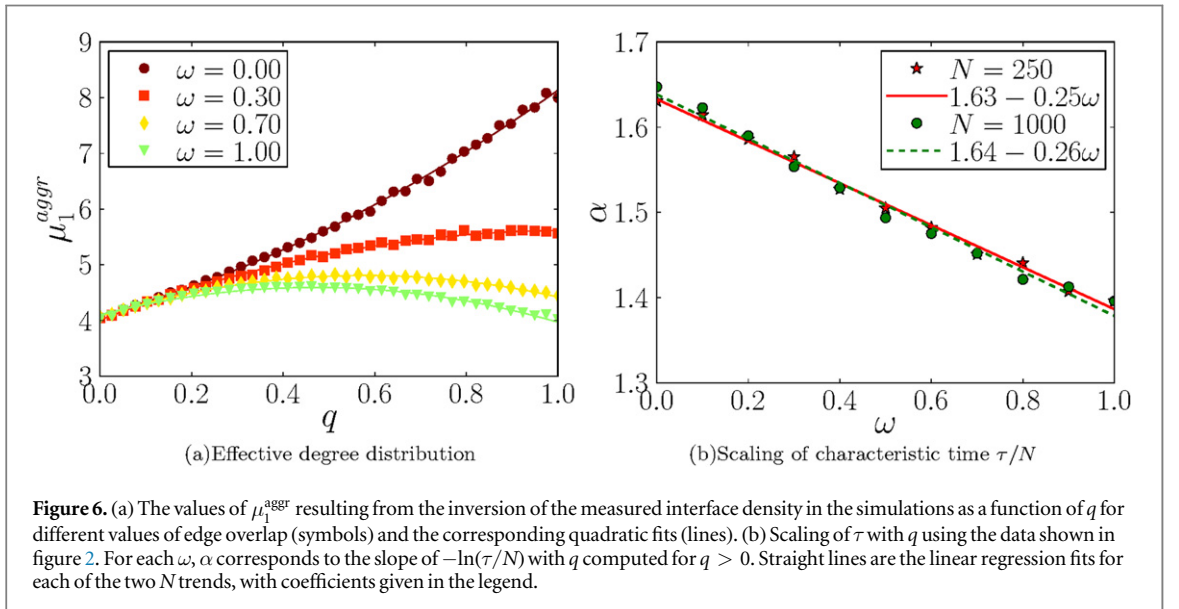 9
8
7
6
5
4
3
μ₁^{aggr}
ω = 0.00
ω = 0.30
ω = 0.70
ω = 1.00
0.0 0.2 0.4 0.6 0.8 1.0
q
(a)Effective degree distribution
1.7
1.6
1.5
1.4
1.3
α
N = 250
1.63 − 0.25ω
N = 1000
1.64 − 0.26ω
0.0 0.2 0.4 0.6 0.8 1.0
ω
(b)Scaling of characteristic time τ/N
Figure 6. (a) The values of μ₁^{aggr} resulting from the inversion of the measured interface density in the simulations as a function of q for
different values of edge overlap (symbols) and the corresponding quadratic fits (lines). (b) Scaling of τ with q using the data shown in
figure 2. For each ω, α corresponds to the slope of −ln(τ/N) with q computed for q > 0. Straight lines are the linear regression fits for
each of the two N trends, with coefficients given in the legend.